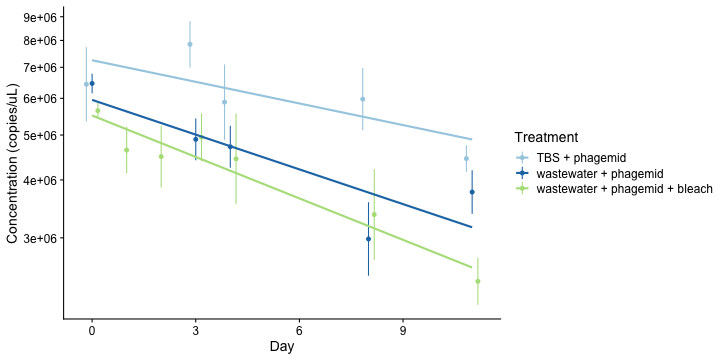 9e+06
8e+06
7e+06
6e+06
5e+06
4e+06
3e+06
Concentration (copies/uL)
0
3
6
9
Day
Treatment
TBS + phagemid
wastewater + phagemid
wastewater + phagemid + bleach